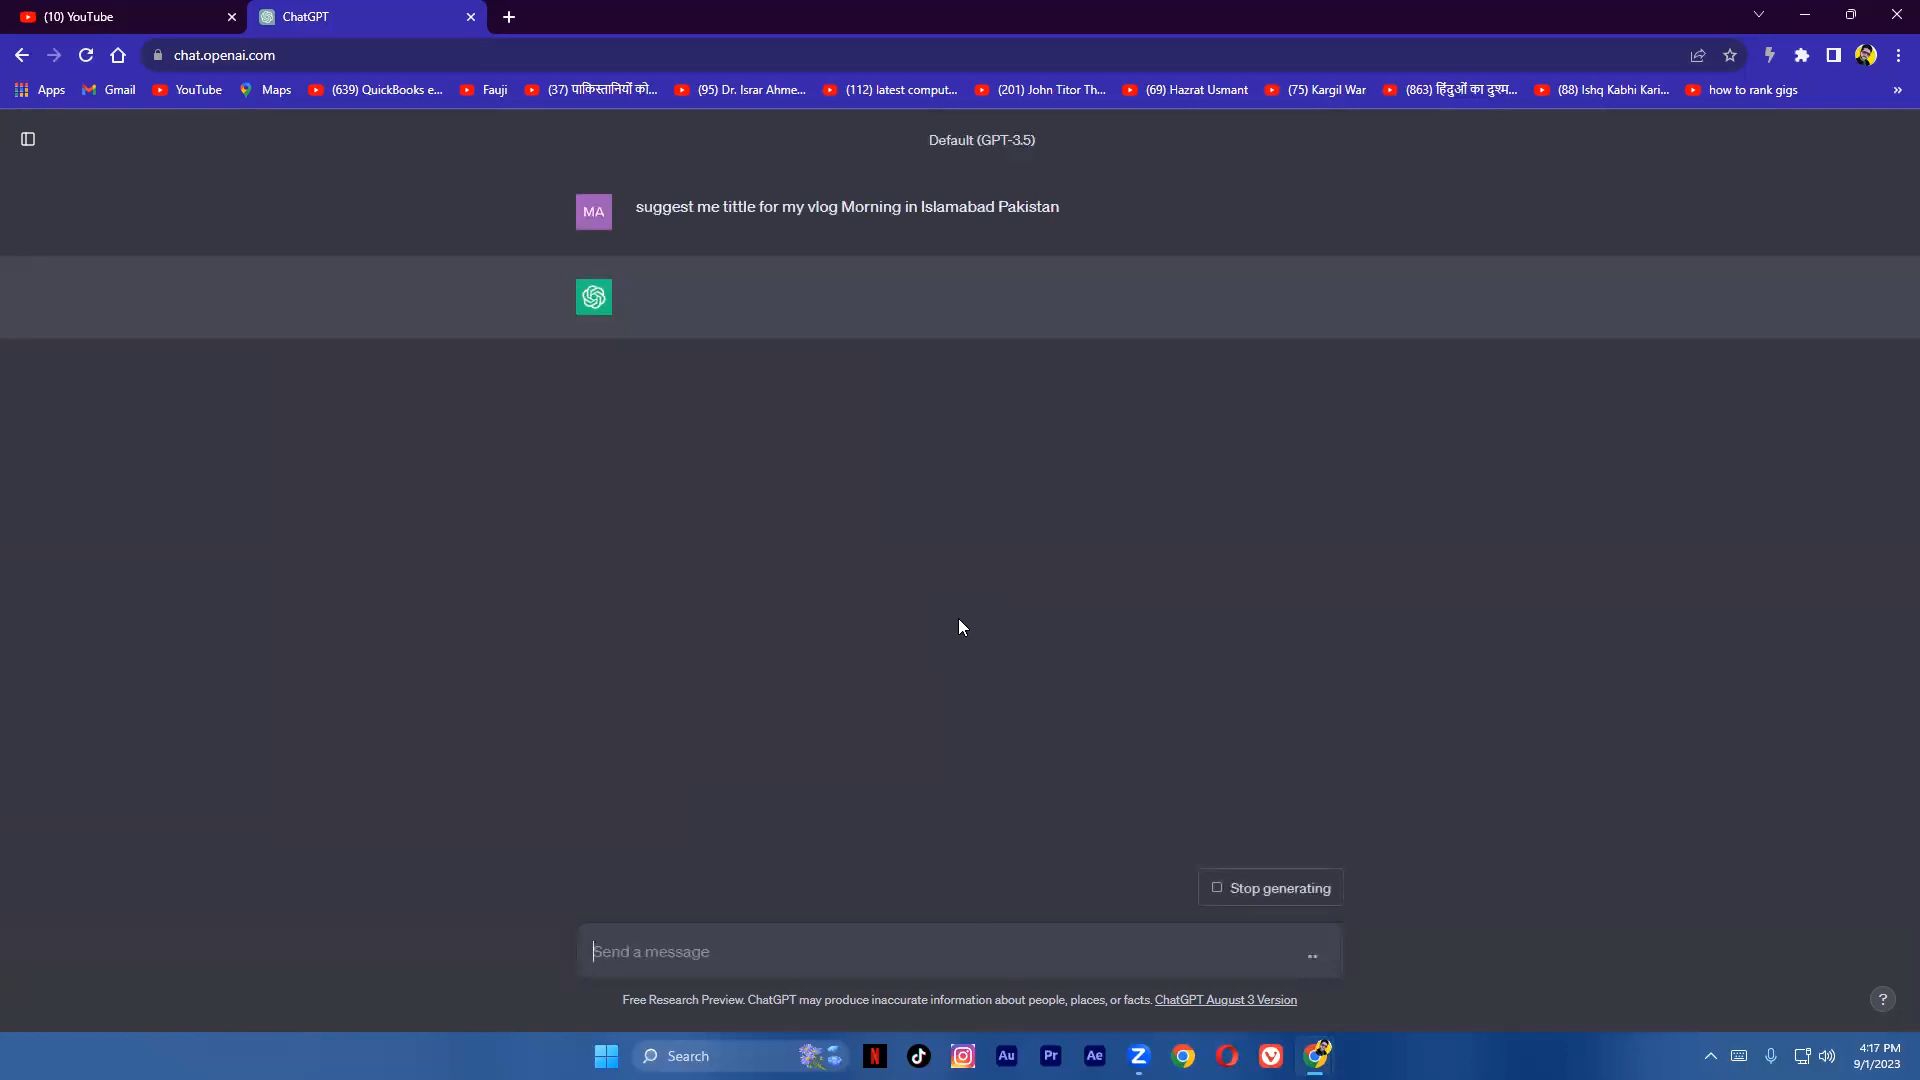 (10) YouTube
ChatGPT
chat.openai.com
Apps
Gmail
YouTube
Maps
(639) QuickBooks e...
Fauji
(37) पाकिस्तानियों को...
(95) Dr. Israr Ahme...
(112) latest comput...
(201) John Titor Th...
(69) Hazrat Usmant
(75) Kargil War
(863) हिंदुओं का दुश्म...
(88) Ishq Kabhi Kari...
how to rank gigs
»
Default (GPT-3.5)
MA
suggest me tittle for my vlog Morning in Islamabad Pakistan
Stop generating
Send a message
Free Research Preview. ChatGPT may produce inaccurate information about people, places, or facts. ChatGPT August 3 Version
?
Search
N
Au
Pr
Ae
Z
4:17 PM
9/1/2023